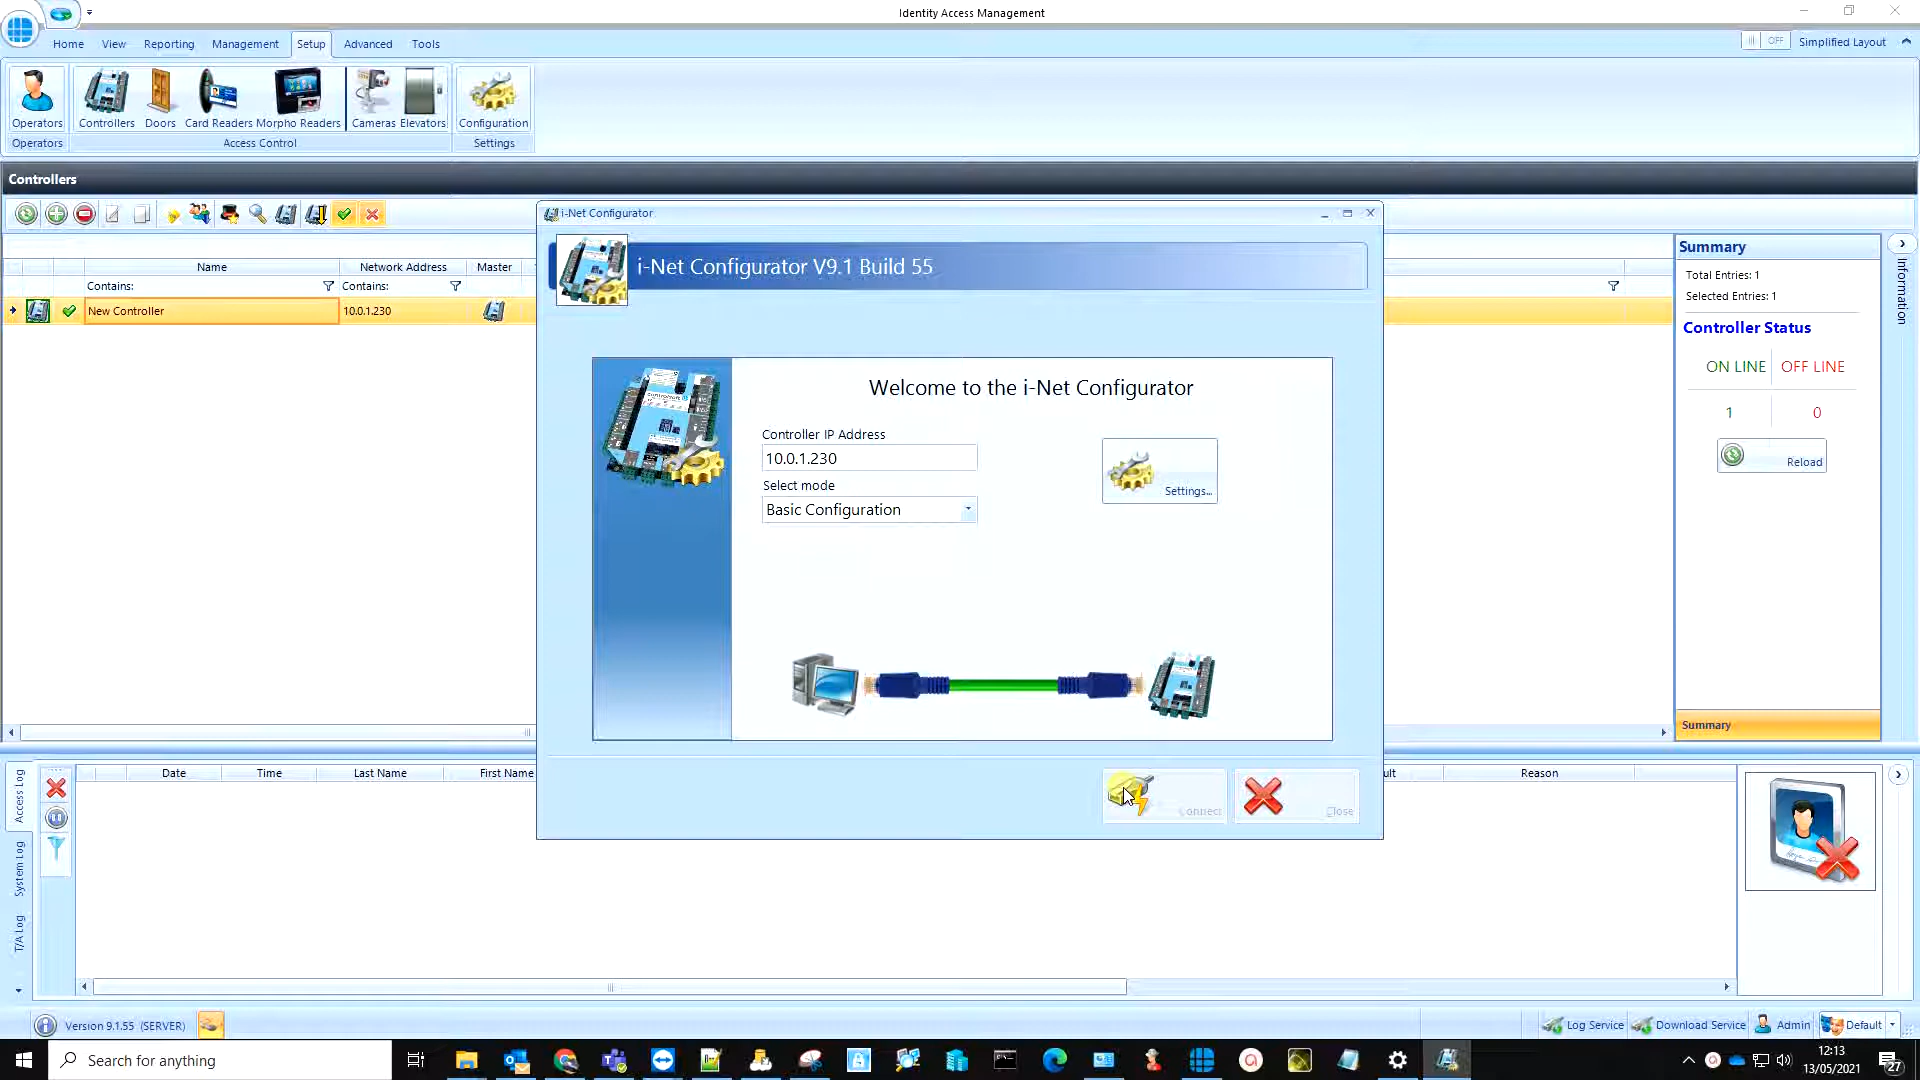 Identity Access Management
Home View Reporting Management Setup Advanced Tools
OFF Simplified Layout
Operators Controllers Doors Card Readers Morpho Readers Cameras Elevators Configuration
Operators Access Control Settings
Controllers
i-Net Configurator
i-Net Configurator V9.1 Build 55
Name Network Address Master
Contains: Contains:
New Controller 10.0.1.230
Welcome to the i-Net Configurator
Controller IP Address
10.0.1.230
Select mode
Basic Configuration
Settings...
Connect Close
Summary
Total Entries: 1
Selected Entries: 1
Controller Status
ON LINE OFF LINE
1 0
Reload
Summary
Information
Access Log
System Log
T/A Log
Date Time Last Name First Name ult Reason
Version 9.1.55 (SERVER)
Log Service Download Service Admin Default
Search for anything
12:13
13/05/2021
27